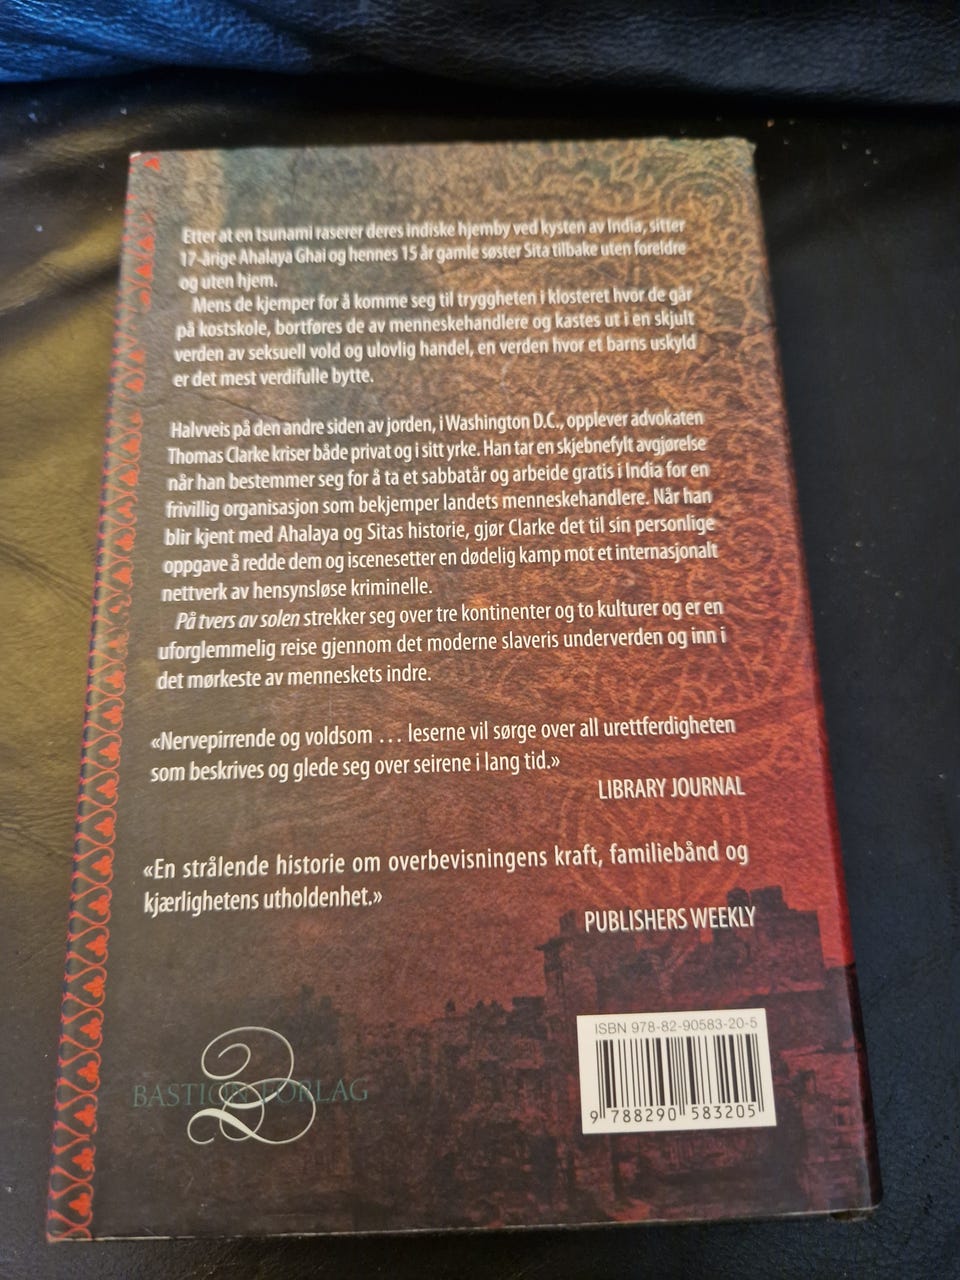 Etter at en tsunami raserer deres indiske hjemby ved kysten av India, sitter
17-årige Ahalaya Ghai og hennes 15 år gamle søster Sita tilbake uten foreldre
og uten hjem.
Mens de kjemper for å komme seg til tryggheten i klosteret hvor de går
på kostskole, bortføres de av menneskehandlere og kastes ut i en skjult
verden av seksuell vold og ulovlig handel, en verden hvor et barns uskyld
er det mest verdifulle bytte.
Halvveis på den andre siden av jorden, i Washington D.C., opplever advokaten
Thomas Clarke kriser både privat og i sitt yrke. Han tar en skjebnefylt avgjørelse
når han bestemmer seg for å ta et sabbatår og arbeide gratis i India for en
frivillig organisasjon som bekjemper landets menneskehandlere. Når han
blir kjent med Ahalaya og Sitas historie, gjør Clarke det til sin personlige
oppgave å redde dem og iscenesetter en dødelig kamp mot et internasjonalt
nettverk av hensynsløse kriminelle.
På tvers av solen strekker seg over tre kontinenter og to kulturer og er en
uforglemmelig reise gjennom det moderne slaveris underverden og inn i
det mørkeste av menneskets indre.
«Nervepirrende og voldsom … leserne vil sørge over all urettferdigheten
som beskrives og glede seg over seirene i lang tid.»
LIBRARY JOURNAL
«En strålende historie om overbevisningens kraft, familiebånd og
kjærlighetens utholdenhet.»
PUBLISHERS WEEKLY
ISBN 978-82-90583-20-5
BASTION FORLAG
9 788290 583205